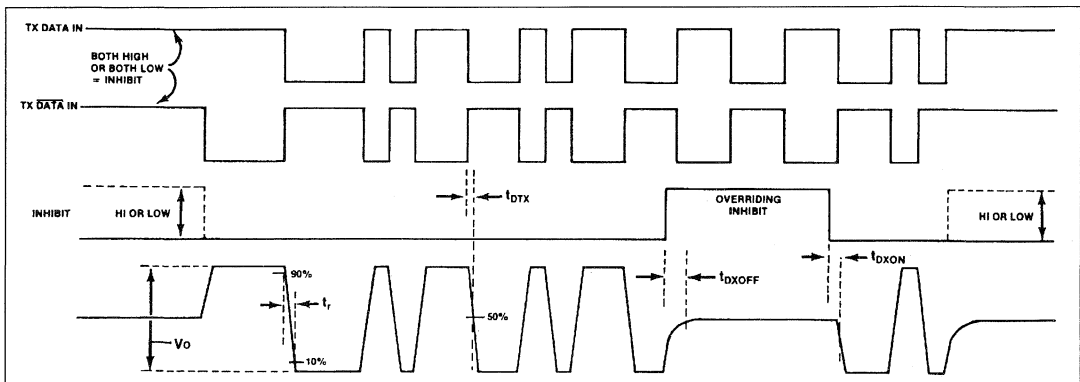 TX DATA IN
BOTH HIGH
OR BOTH LOW
= INHIBIT
TX DATA IN
tDTX
INHIBIT
HI OR LOW
OVERRIDING
INHIBIT
HI OR LOW
tDXOFF
tDXON
90%
tr
50%
VO
10%